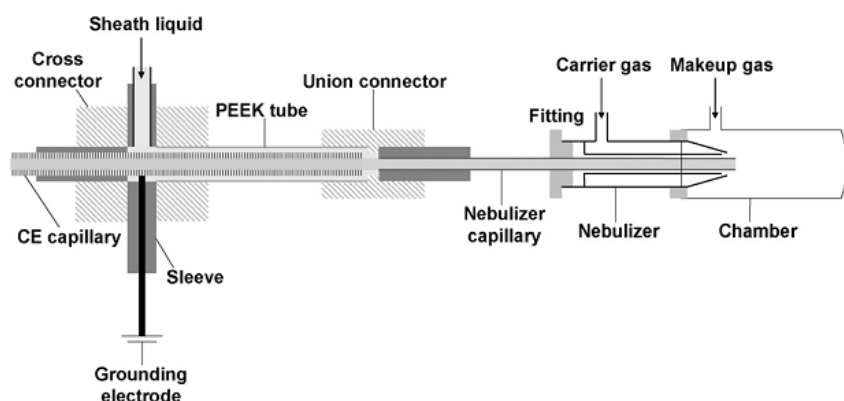 Sheath liquid
Cross
connector
Union connector
Carrier gas
Makeup gas
PEEK tube
Fitting
CE capillary
Sleeve
Nebulizer
capillary
Nebulizer
Chamber
Grounding
electrode